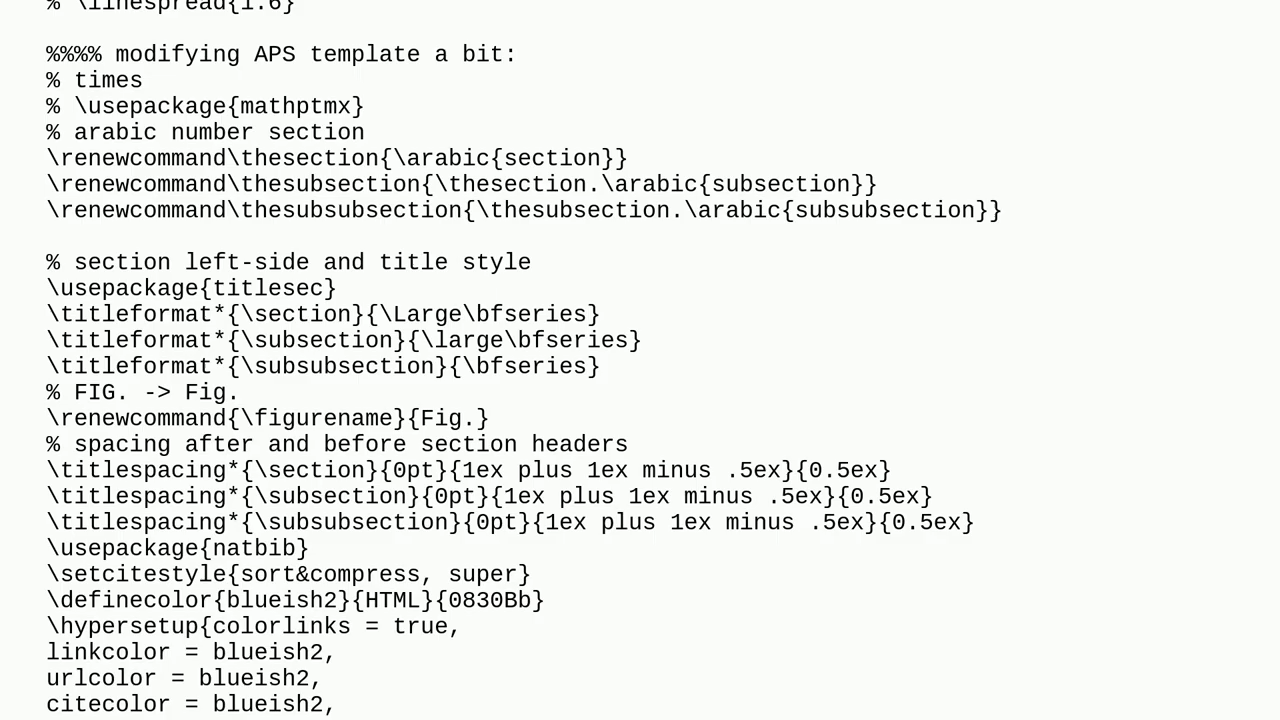 % \linespread{1.6}
%%%% modifying APS template a bit:
% times
% \usepackage{mathptmx}
% arabic number section
\renewcommand\thesection{\arabic{section}}
\renewcommand\thesubsection{\thesection.\arabic{subsection}}
\renewcommand\thesubsubsection{\thesubsection.\arabic{subsubsection}}
% section left-side and title style
\usepackage{titlesec}
\titleformat*{\section}{\Large\bfseries}
\titleformat*{\subsection}{\large\bfseries}
\titleformat*{\subsubsection}{\bfseries}
% FIG. -> Fig.
\renewcommand{\figurename}{Fig.}
% spacing after and before section headers
\titlespacing*{\section}{0pt}{1ex plus 1ex minus .5ex}{0.5ex}
\titlespacing*{\subsection}{0pt}{1ex plus 1ex minus .5ex}{0.5ex}
\titlespacing*{\subsubsection}{0pt}{1ex plus 1ex minus .5ex}{0.5ex}
\usepackage{natbib}
\setcitestyle{sort&compress, super}
\definecolor{blueish2}{HTML}{0830Bb}
\hypersetup{colorlinks = true,
linkcolor = blueish2,
urlcolor = blueish2,
citecolor = blueish2,